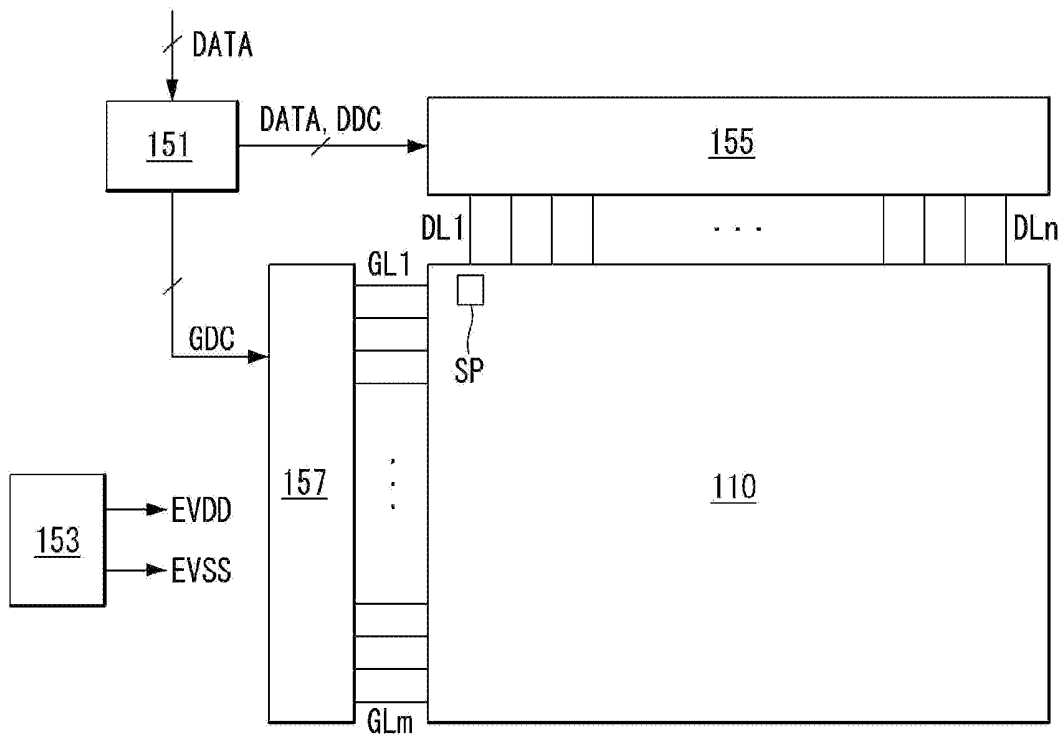 DATA
151
DATA, DDC
155
DL1
. . .
DLn
GL1
GDC
SP
157
110
153
EVDD
EVSS
GLm